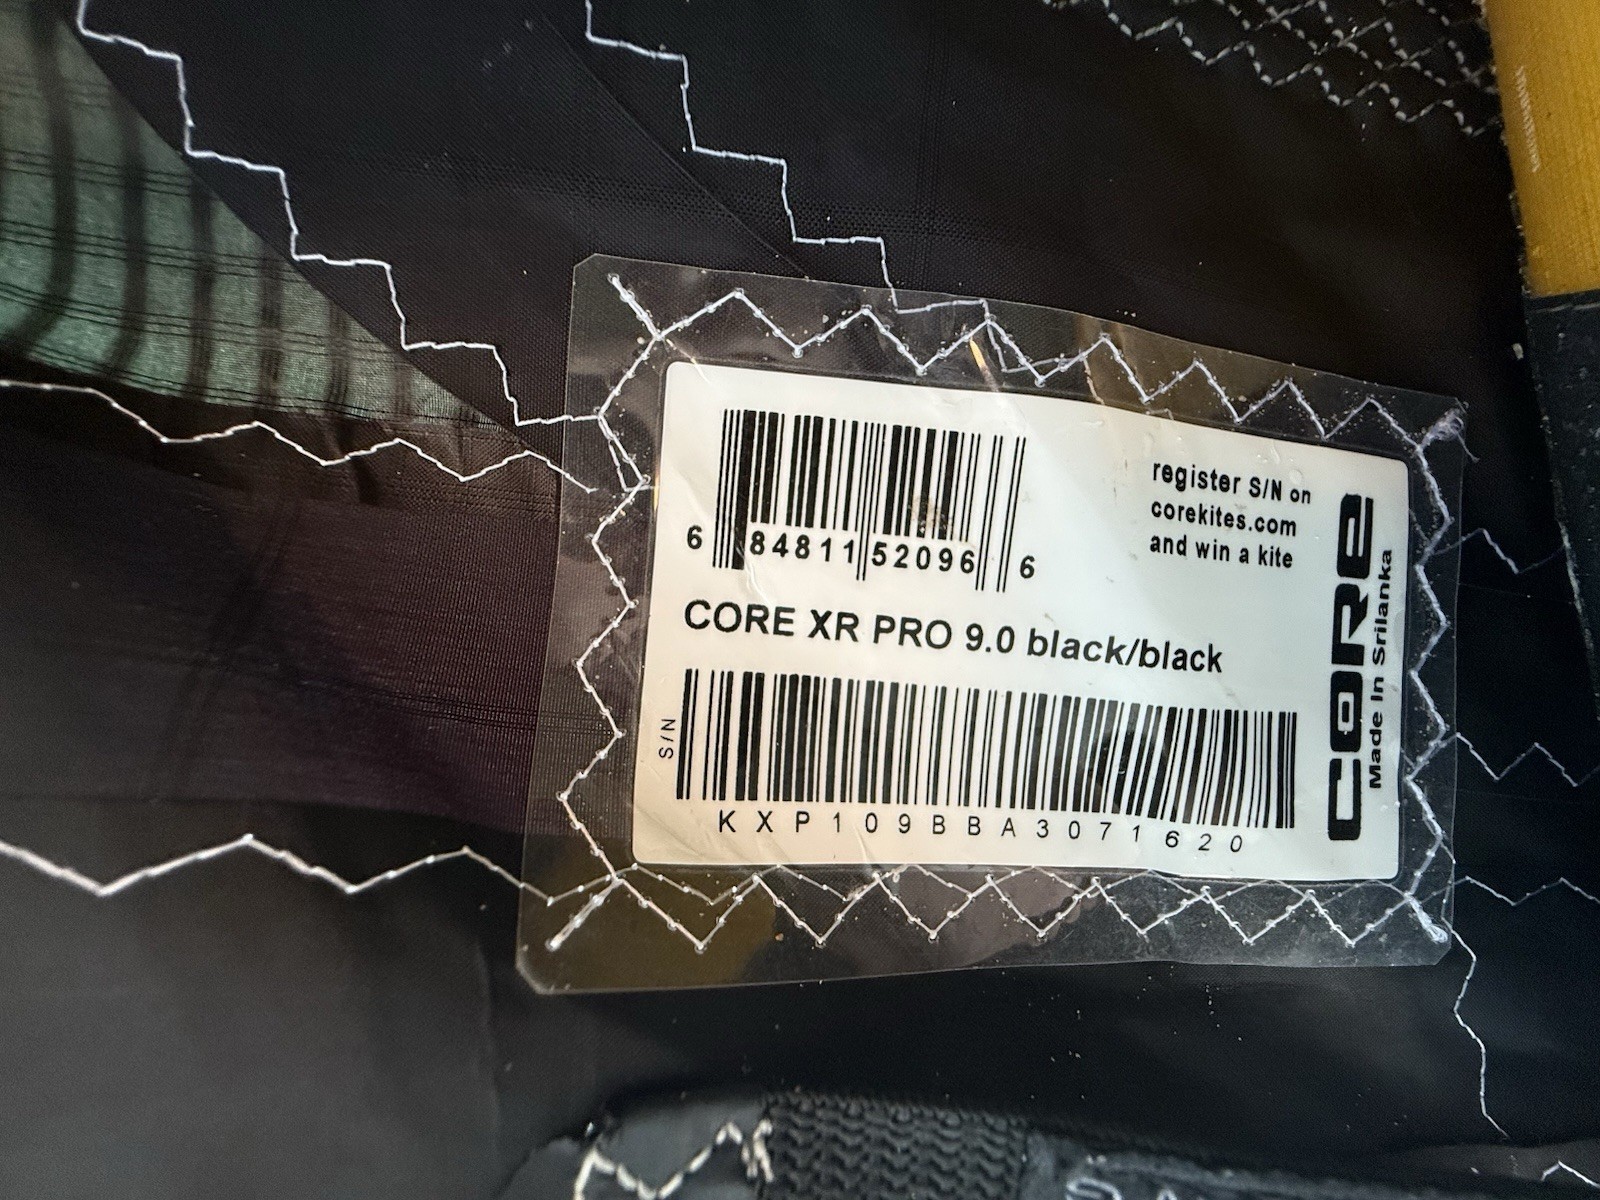 6 84811 52096 6
register S/N on
corekites.com
and win a kite
CORE XR PRO 9.0 black/black
S/N
KXP109BBA3071620
CORE
Made In Srilanka